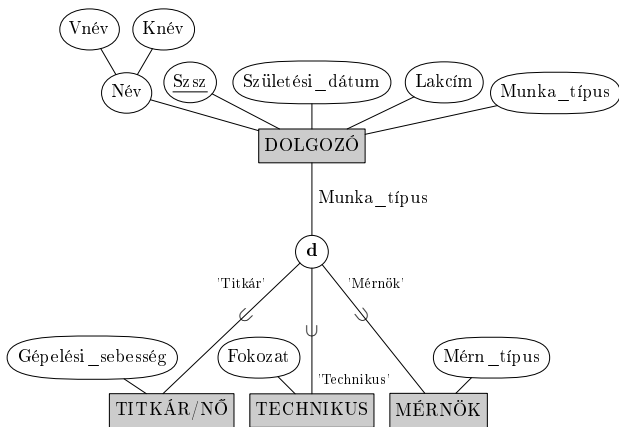 Vnév Knév
Név Szsz Születési_dátum Lakcím Munka_típus
DOLGOZÓ
Munka_típus
d
'Titkár' 'Mérnök'
Gépelési_sebesség Fokozat Mérn_típus
'Technikus'
TITKÁR/NŐ TECHNIKUS MÉRNÖK